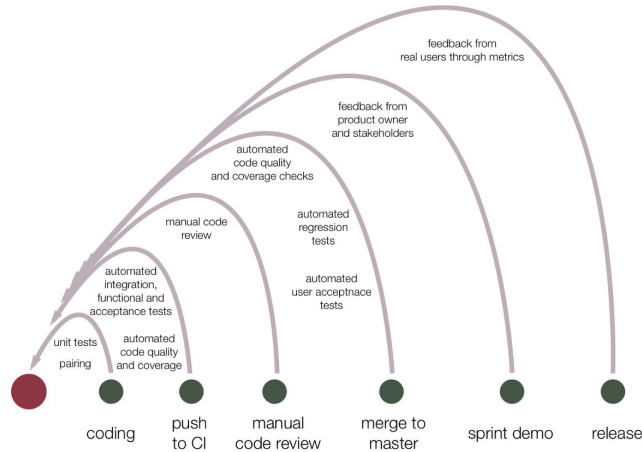 feedback from
real users through metrics
feedback from
product owner
and stakeholders
automated
code quality
and coverage checks
manual code
review
automated
regression
tests
automated
integration,
functional and
acceptance tests
automated
user acceptnace
tests
unit tests
pairing
automated
code quality
and coverage
coding
push
to CI
manual
code review
merge to
master
sprint demo
release